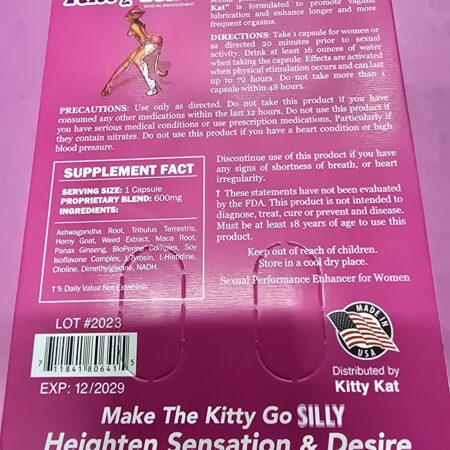 SENSUAL ENHANCEMENT
Kat" is formulated to promote vaginal
lubrication and enhance longer and more
frequent orgasms.
DIRECTIONS: Take 1 capsule for women or
as directed 20 minutes prior to sexual
activity. Drink at least 16 ounces of water
when taking the capsule. Effects are activated
when physical stimulation occurs and can last
up to 72 hours. Do not take more than 1
capsule within 48 hours.
PRECAUTIONS: Use only as directed. Do not take this product if you have
consumed any other medications within the last 12 hours. Do not use this product if
you have serious medical conditions or use prescription medications, Particularly if
they contain nitrates. Do not use this product if you have a heart condition or high
blood pressure.
SUPPLEMENT FACT
SERVING SIZE: 1 Capsule
PROPRIETARY BLEND: 600mg
INGREDIENTS:
Ashwagandha Root, Tribulus Terrestris,
Horny Goat, Weed Extract, Maca Root,
Panax Ginseng, BioPerine Complex, Soy
Isoflavone Complex, L-Tyrosin, L-Histidine,
Choline, Dimethylglycine, NADH.
† % Daily Value Not Establish
Discontinue use of this product if you have
any signs of shortness of breath, or heart
irregularity.
† These statements have not been evaluated
by the FDA. This product is not intended to
diagnose, treat, cure or prevent and disease.
Must be at least 18 years of age to use this
product.
Keep out of reach of children.
Store in a cool dry place.
Sexual Performance Enhancer for Women
LOT #2023
7 11841 80641 5
EXP: 12/2029
MADE IN
USA
Distributed by
Kitty Kat
Make The Kitty Go SILLY
Heighten Sensation & Desire